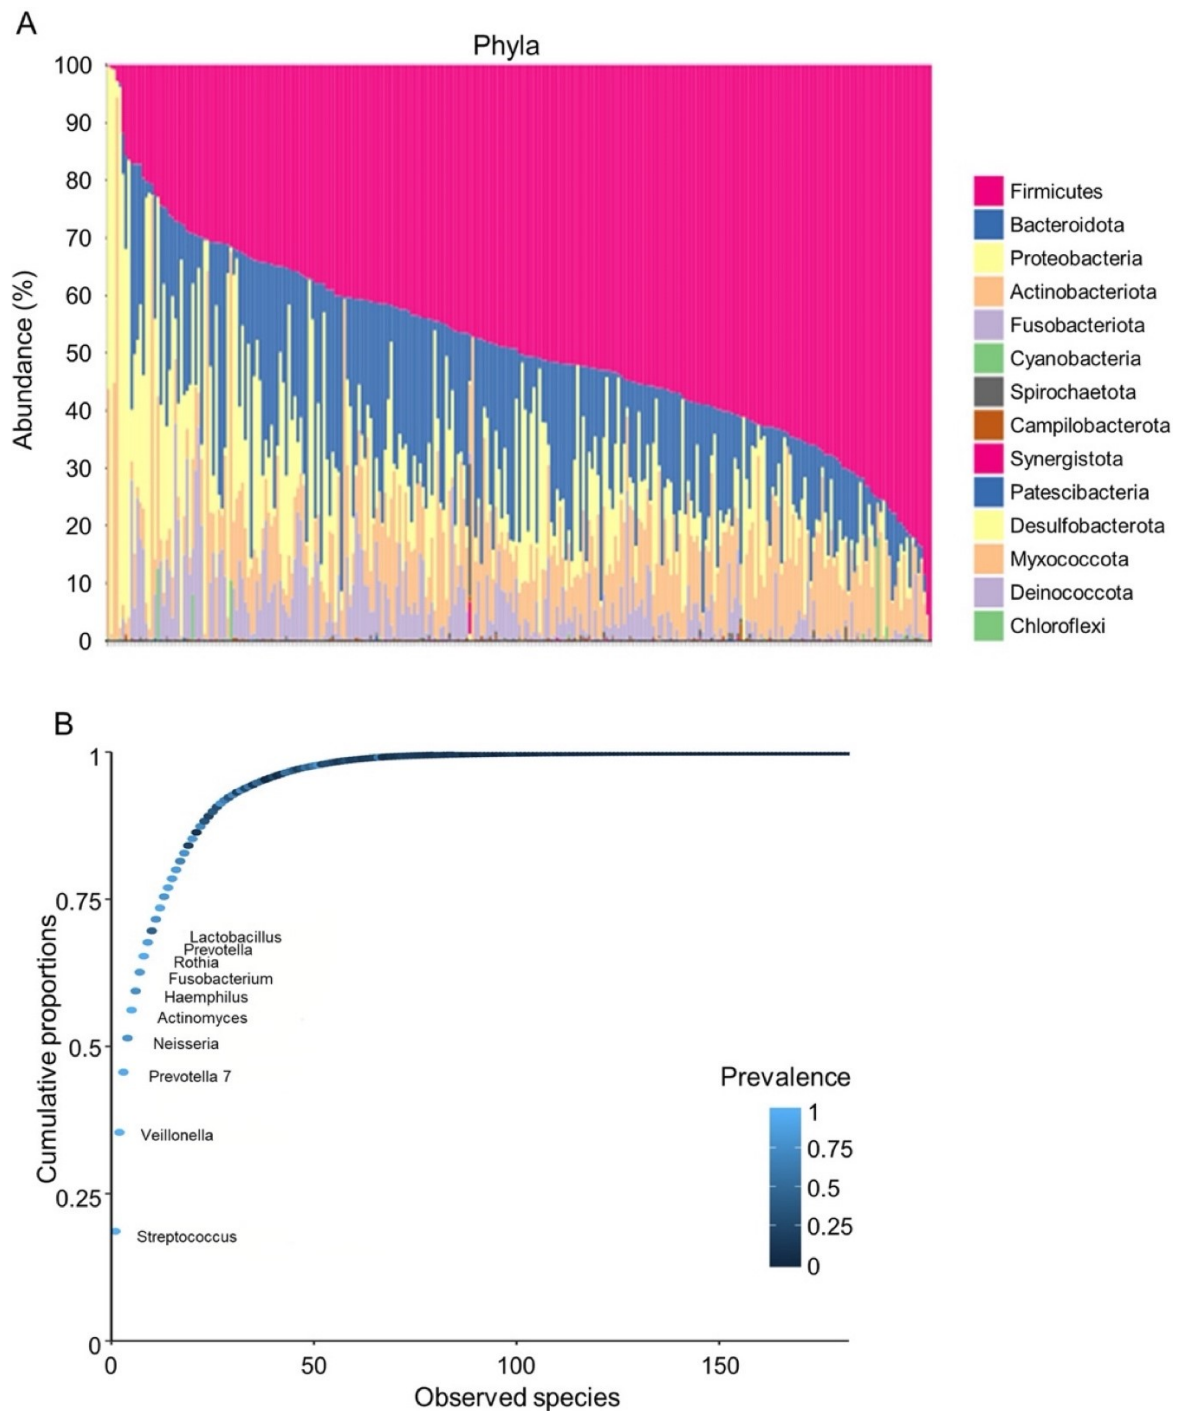 A
Phyla
100
90
80
70
60
50
40
30
20
10
0
Abundance (%)
Firmicutes
Bacteroidota
Proteobacteria
Actinobacteriota
Fusobacteriota
Cyanobacteria
Spirochaetota
Campilobacterota
Synergistota
Patescibacteria
Desulfobacterota
Myxococcota
Deinococcota
Chloroflexi
B
1
0.75
0.5
0.25
0
Cumulative proportions
Lactobacillus
Prevotella
Rothia
Fusobacterium
Haemphilus
Actinomyces
Neisseria
Prevotella 7
Veillonella
Streptococcus
Prevalence
1
0.75
0.5
0.25
0
0 50 100 150
Observed species